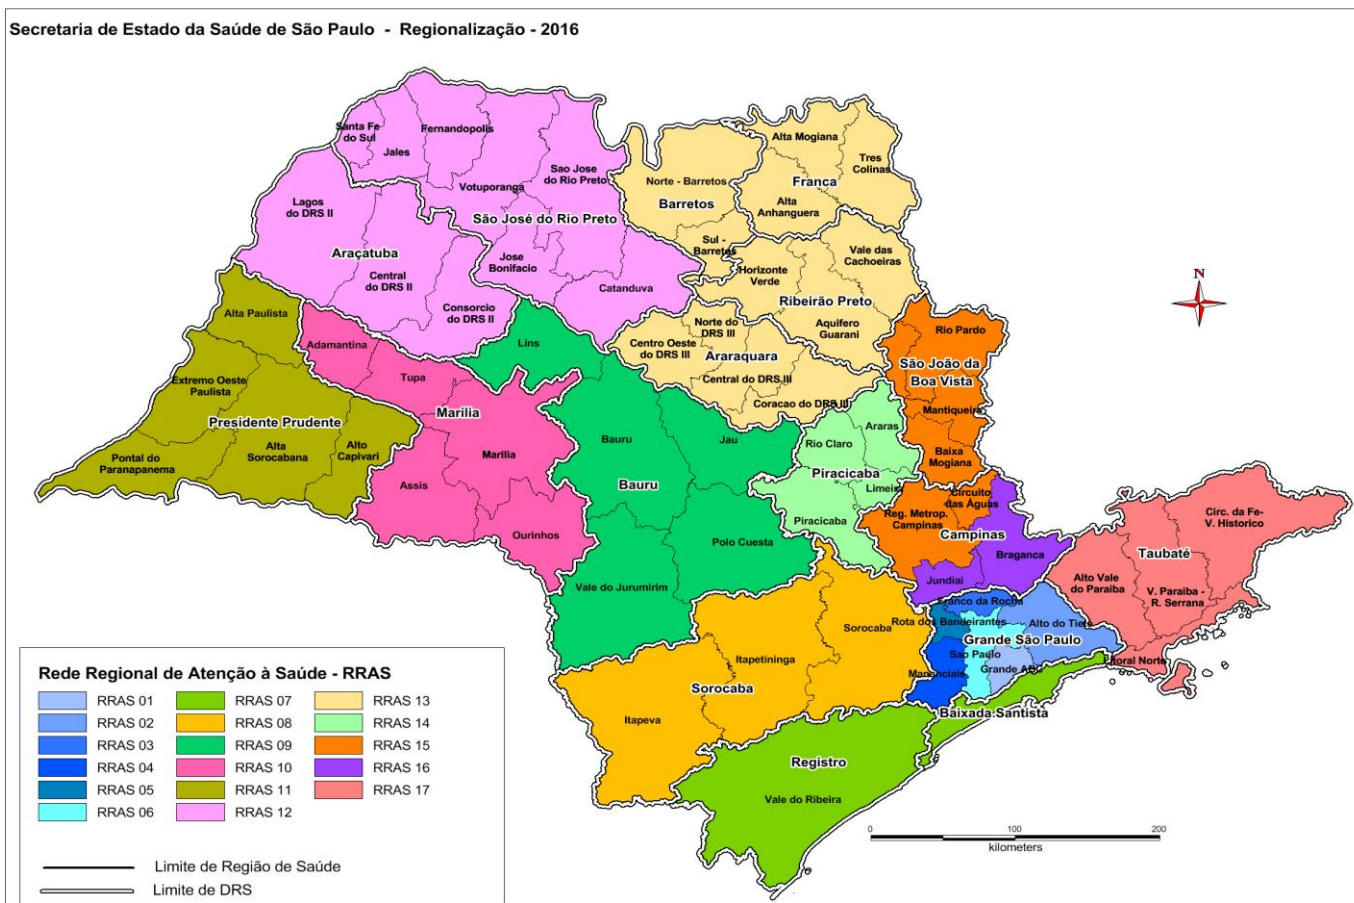 Secretaria de Estado da Saúde de São Paulo - Regionalização - 2016
Santa Fe
do Sul
Jales
Fernandopolis
Votuporanga
Sao Jose
do Rio Preto
São José do Rio Preto
Jose
Bonifacio
Catanduva
Lagos
do DRS II
Araçatuba
Central
do DRS II
Consorcio
do DRS II
Norte - Barretos
Barretos
Sul -
Barretos
Alta Mogiana
Tres
Colinas
Franca
Alta
Anhanguera
Vale das
Cachoeiras
Horizonte
Verde
Ribeirão Preto
Aquifero
Guarani
Norte do
DRS III
Centro Oeste
do DRS III
Araraquara
Central do DRS III
Coracao do DRS III
Rio Pardo
São João da
Boa Vista
Mantiqueira
Baixa
Mogiana
Alta Paulista
Extremo Oeste
Paulista
Presidente Prudente
Pontal do
Paranapanema
Alta
Sorocabana
Alto
Capivari
Adamantina
Tupa
Marília
Marilia
Assis
Ourinhos
Lins
Bauru
Jau
Bauru
Polo Cuesta
Vale do Jurumirim
Araras
Rio Claro
Piracicaba
Limeira
Piracicaba
Circuito
das Águas
Reg. Metrop.
Campinas
Campinas
Braganca
Jundiai
Circ. da Fe-
V. Historico
Taubaté
Alto Vale
do Paraiba
V. Paraiba -
R. Serrana
Litoral Norte
Franco da Rocha
Rota dos Bandeirantes
Alto do Tiete
Grande São Paulo
Sao Paulo
Grande ABC
Mananciais
Baixada Santista
Sorocaba
Itapetininga
Sorocaba
Itapeva
Registro
Vale do Ribeira
N
0 100 200
kilometers
Rede Regional de Atenção à Saúde - RRAS
RRAS 01 RRAS 07 RRAS 13
RRAS 02 RRAS 08 RRAS 14
RRAS 03 RRAS 09 RRAS 15
RRAS 04 RRAS 10 RRAS 16
RRAS 05 RRAS 11 RRAS 17
RRAS 06 RRAS 12
Limite de Região de Saúde
Limite de DRS